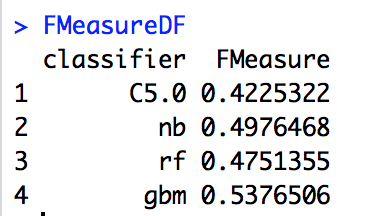 > FMeasureDF
classifier FMeasure
1 C5.0 0.4225322
2 nb 0.4976468
3 rf 0.4751355
4 gbm 0.5376506